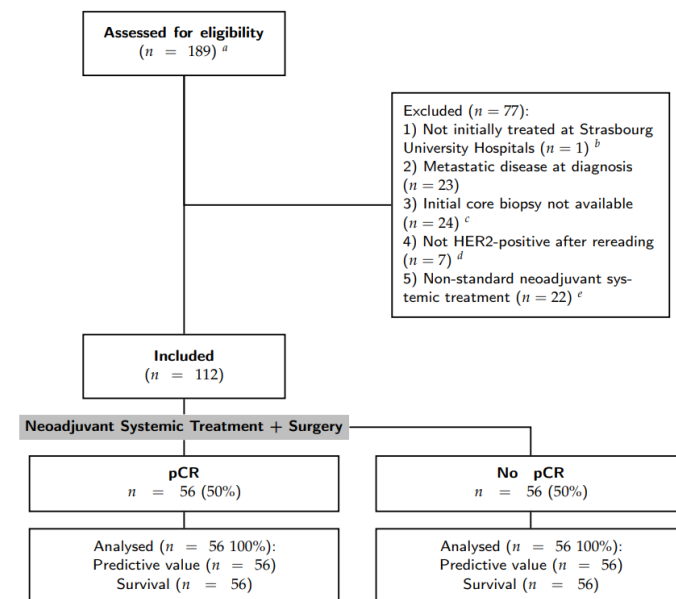 Assessed for eligibility
(n = 189) a
Excluded (n = 77):
1) Not initially treated at Strasbourg
University Hospitals (n = 1) b
2) Metastatic disease at diagnosis
(n = 23)
3) Initial core biopsy not available
(n = 24) c
4) Not HER2-positive after rereading
(n = 7) d
5) Non-standard neoadjuvant sys-
temic treatment (n = 22) e
Included
(n = 112)
Neoadjuvant Systemic Treatment + Surgery
pCR
n = 56 (50%)
No pCR
n = 56 (50%)
Analysed (n = 56 100%):
Predictive value (n = 56)
Survival (n = 56)
Analysed (n = 56 100%):
Predictive value (n = 56)
Survival (n = 56)